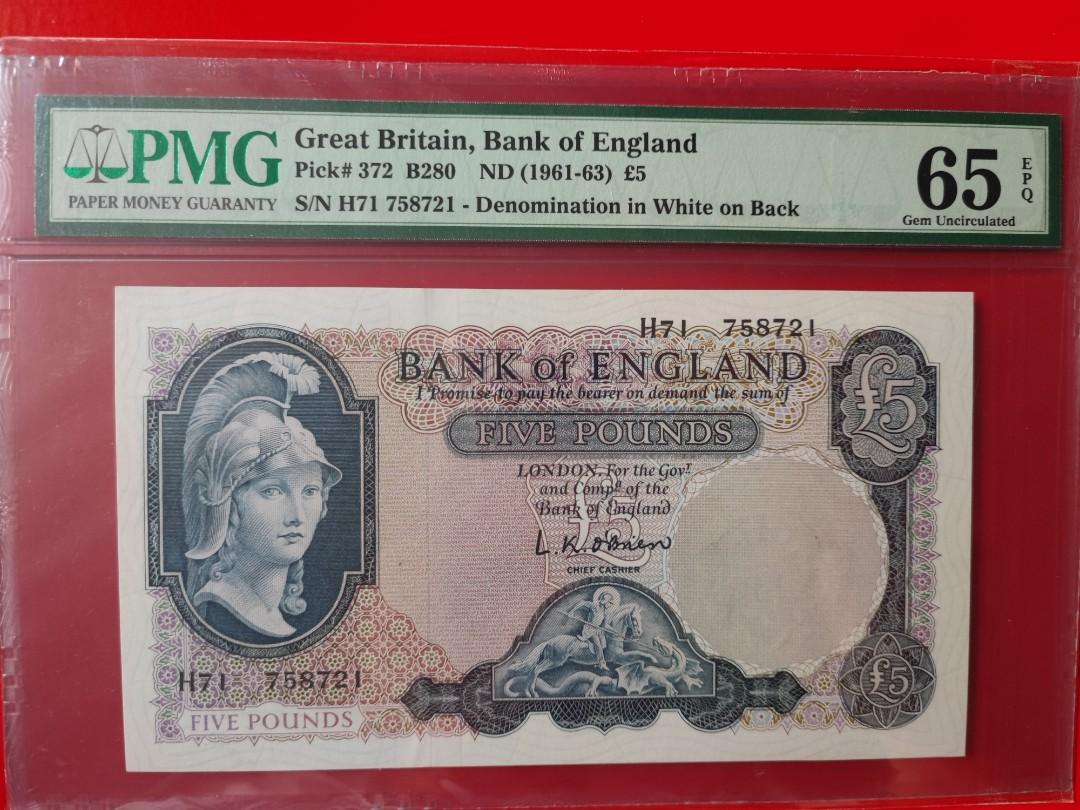 PMG
PAPER MONEY GUARANTY
Great Britain, Bank of England
Pick# 372 B280 ND (1961-63) £5
S/N H71 758721 - Denomination in White on Back
65 EPQ
Gem Uncirculated
H71 758721
BANK of ENGLAND
I Promise to pay the bearer on demand the sum of
FIVE POUNDS
£5
LONDON, For the Govr
and Compa of the
Bank of England
£5
L.K. O'Brien
CHIEF CASHIER
H71 758721
FIVE POUNDS
£5